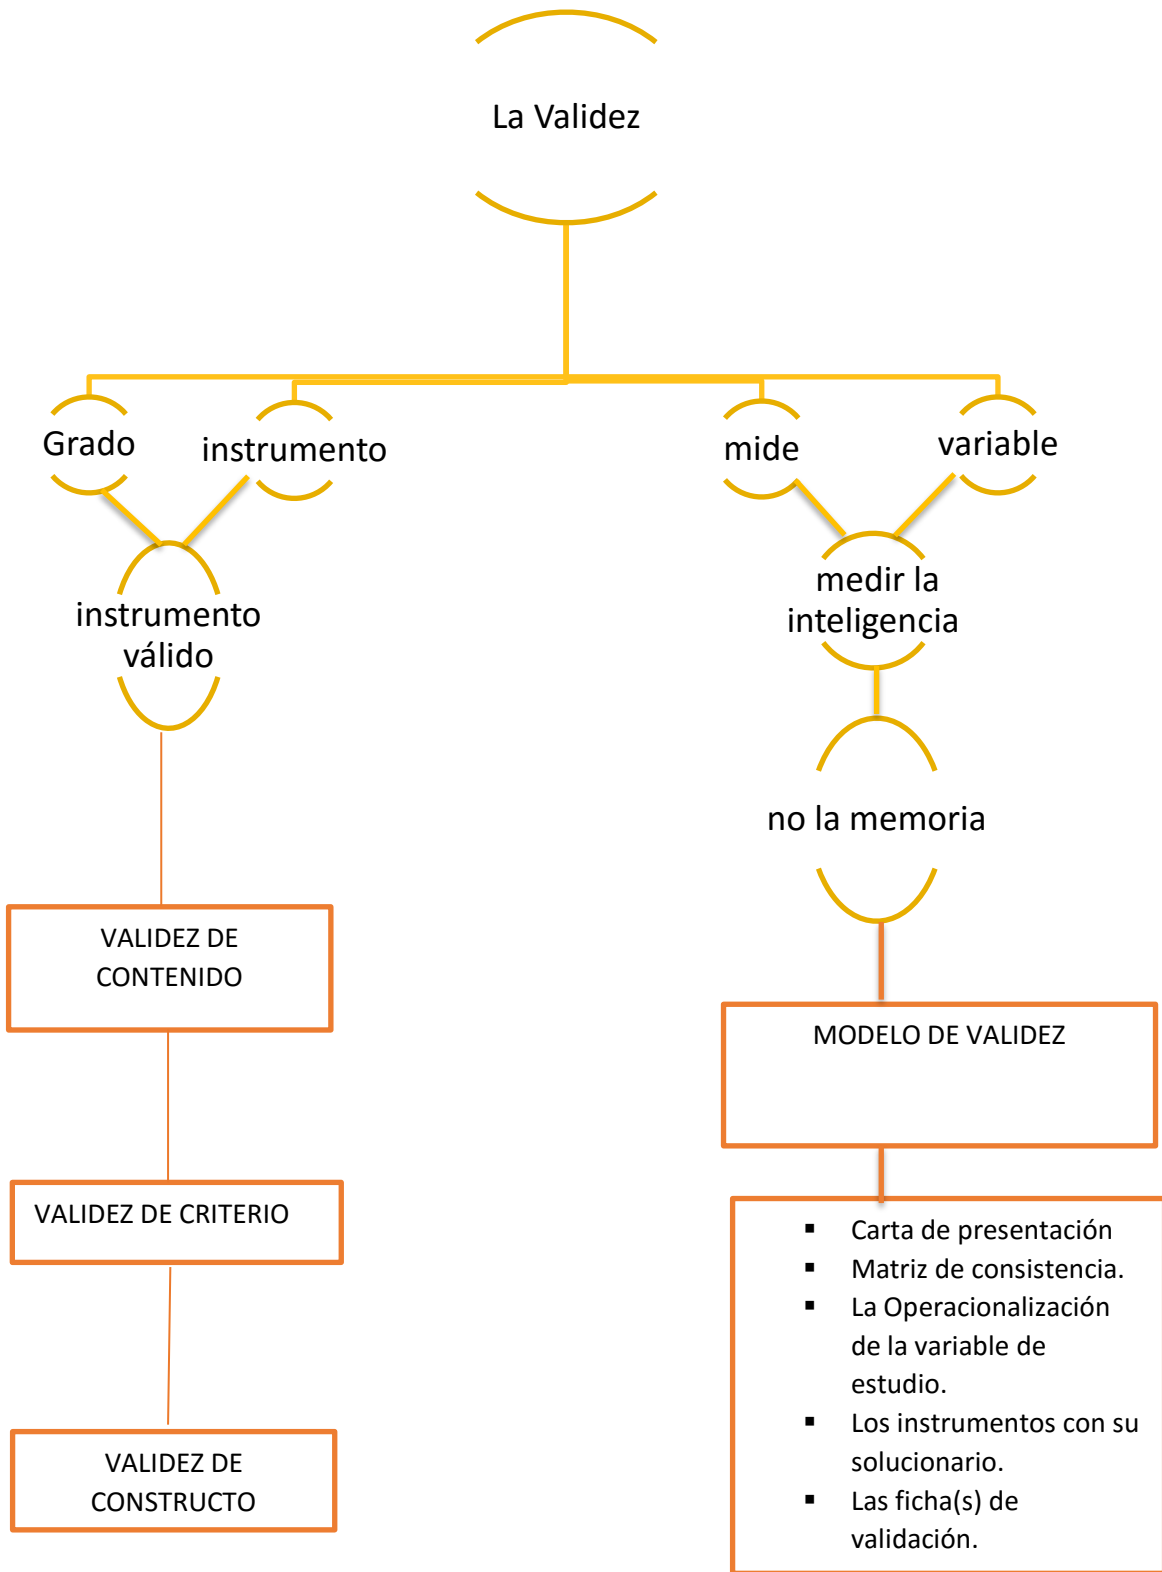 La Validez
Grado
instrumento
mide
variable
instrumento
válido
medir la
inteligencia
no la memoria
VALIDEZ DE
CONTENIDO
MODELO DE VALIDEZ
VALIDEZ DE CRITERIO
▪ Carta de presentación
▪ Matriz de consistencia.
▪ La Operacionalización
de la variable de
estudio.
▪ Los instrumentos con su
solucionario.
▪ Las ficha(s) de
validación.
VALIDEZ DE
CONSTRUCTO